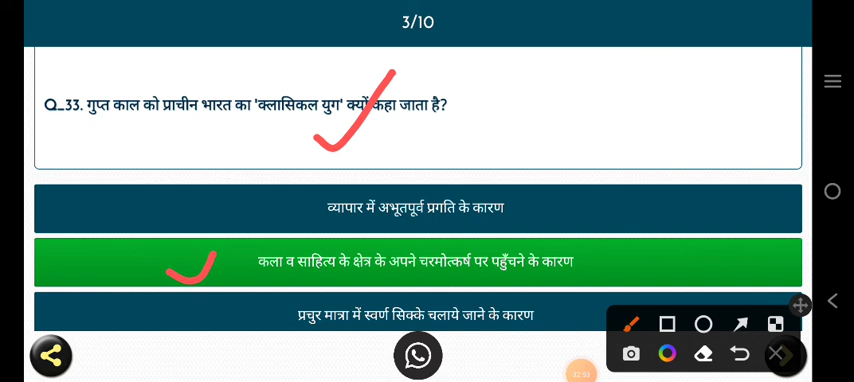 3/10
Q_33. गुप्त काल को प्राचीन भारत का 'क्लासिकल युग' क्यों कहा जाता है?
व्यापार में अभूतपूर्व प्रगति के कारण
कला व साहित्य के क्षेत्र के अपने चरमोत्कर्ष पर पहुँचने के कारण
प्रचुर मात्रा में स्वर्ण सिक्के चलाये जाने के कारण